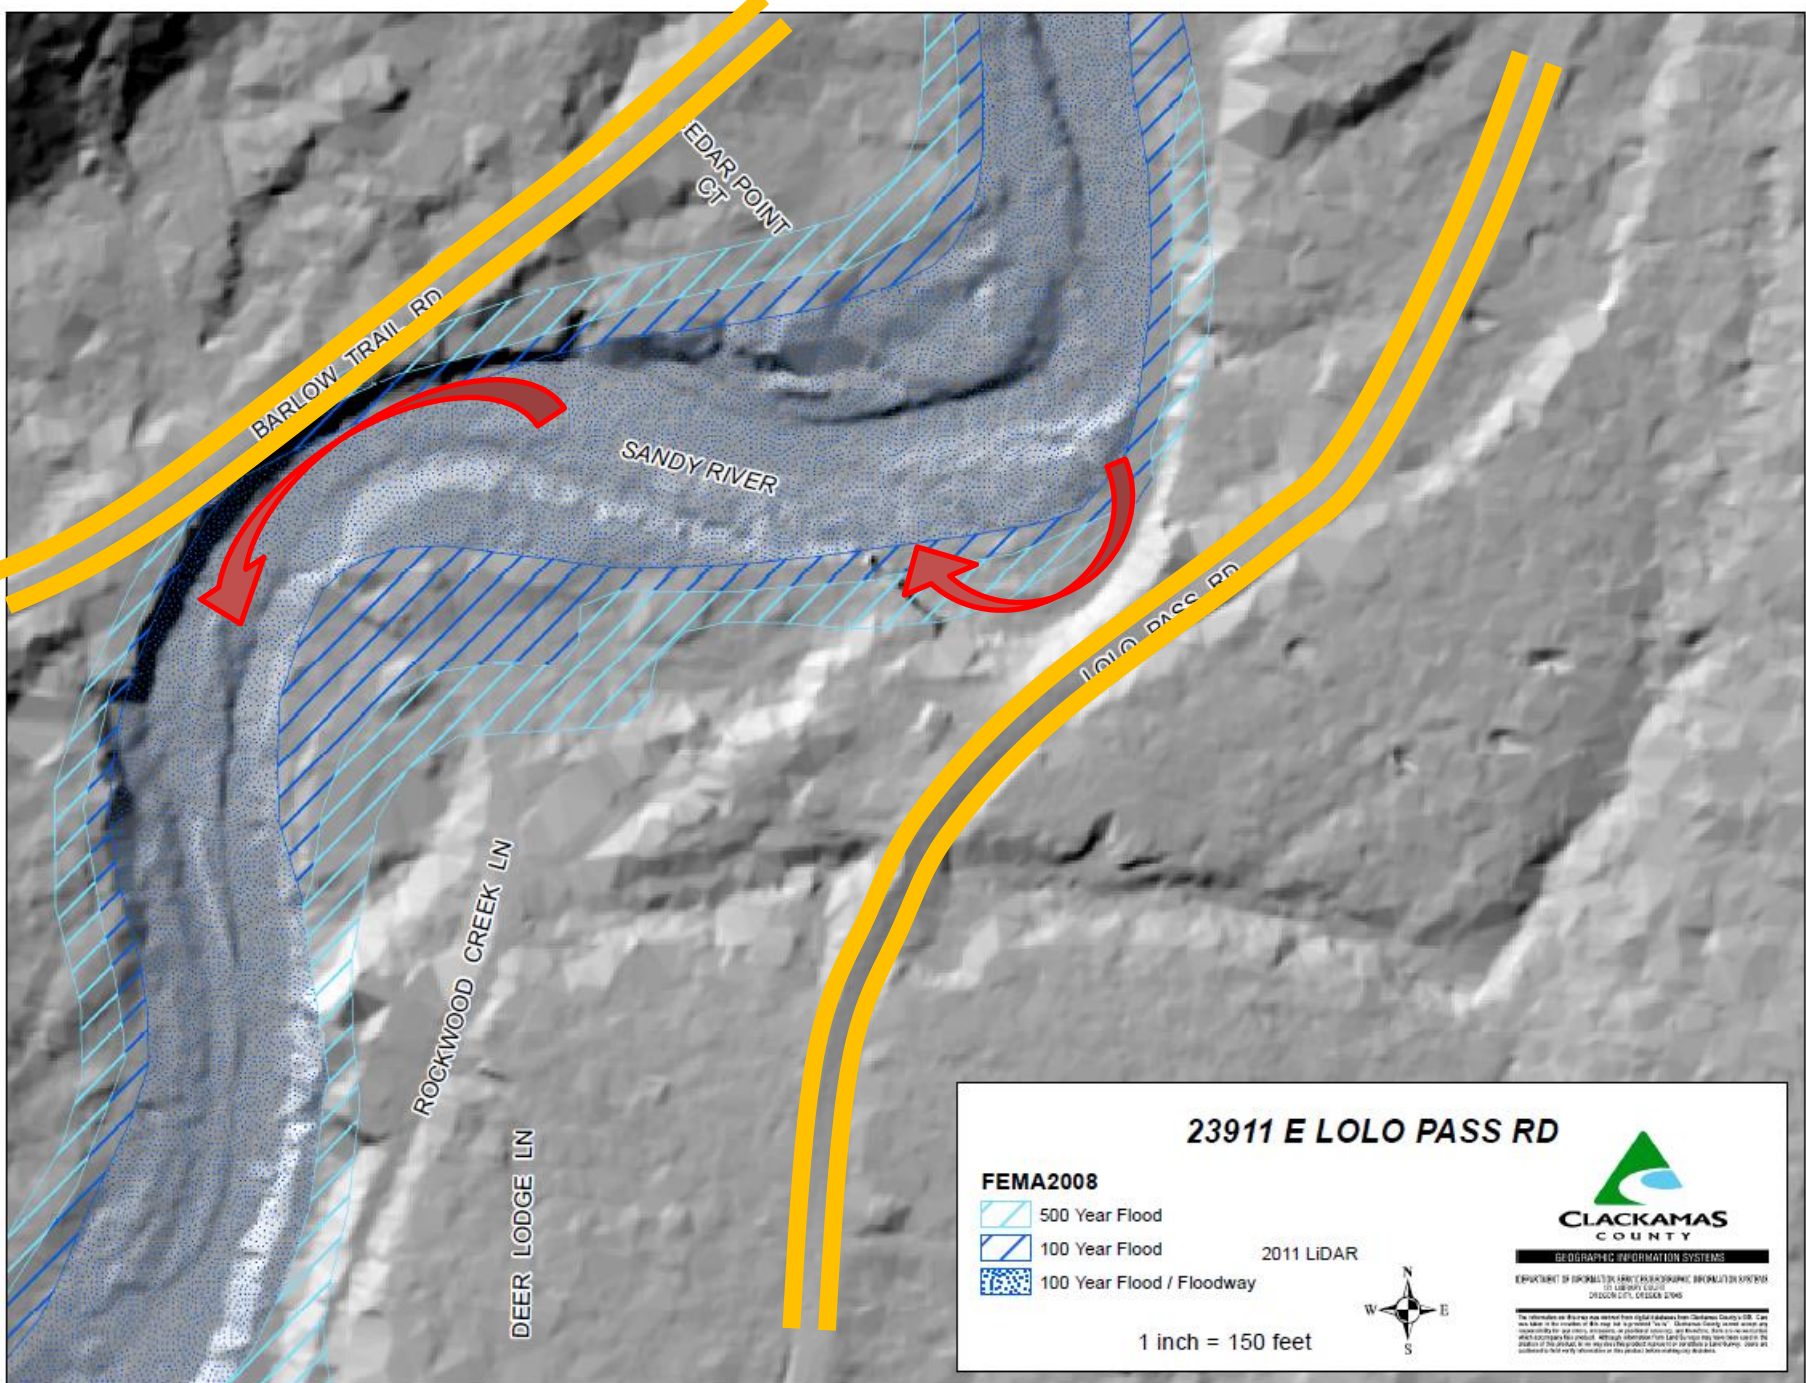 EDAR POINT
CT
BARLOW TRAIL RD
SANDY RIVER
LOLO PASS RD
ROCKWOOD CREEK LN
DEER LODGE LN
23911 E LOLO PASS RD
FEMA2008
500 Year Flood
100 Year Flood
2011 LiDAR
100 Year Flood / Floodway
1 inch = 150 feet
N
W
E
S
CLACKAMAS
COUNTY
GEOGRAPHIC INFORMATION SYSTEMS